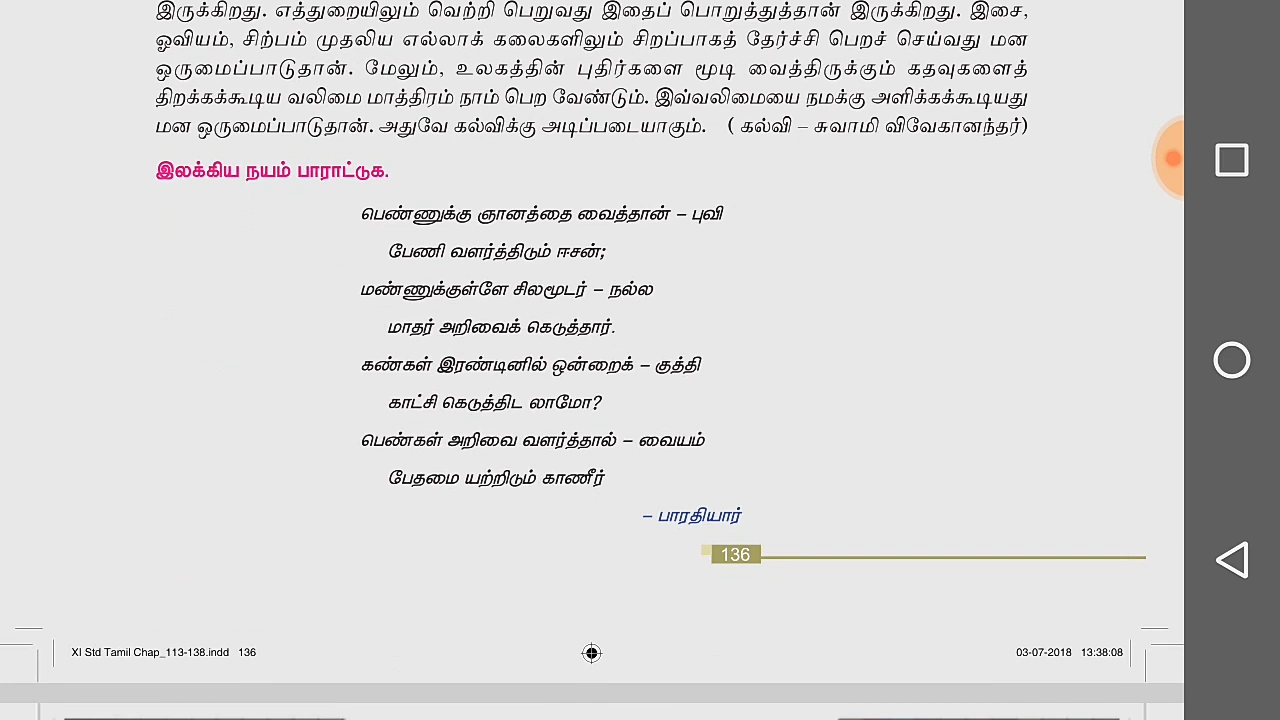 இருக்கிறது. எத்துறையிலும் வெற்றி பெறுவது இதைப் பொறுத்துத்தான் இருக்கிறது. இசை,
ஓவியம், சிற்பம் முதலிய எல்லாக் கலைகளிலும் சிறப்பாகத் தேர்ச்சி பெறச் செய்வது மன
ஒருமைப்பாடுதான். மேலும், உலகத்தின் புதிர்களை மூடி வைத்திருக்கும் கதவுகளைத்
திறக்கக்கூடிய வலிமை மாத்திரம் நாம் பெற வேண்டும். இவ்வலிமையை நமக்கு அளிக்கக்கூடியது
மன ஒருமைப்பாடுதான். அதுவே கல்விக்கு அடிப்படையாகும். ( கல்வி – சுவாமி விவேகானந்தர்)
இலக்கிய நயம் பாராட்டுக.
பெண்ணுக்கு ஞானத்தை வைத்தான் – புவி
பேணி வளர்த்திடும் ஈசன்;
மண்ணுக்குள்ளே சிலமூடர் – நல்ல
மாதர் அறிவைக் கெடுத்தார்.
கண்கள் இரண்டினில் ஒன்றைக் – குத்தி
காட்சி கெடுத்திட லாமோ?
பெண்கள் அறிவை வளர்த்தால் – வையம்
பேதமை யற்றிடும் காணீர்
– பாரதியார்
136
XI Std Tamil Chap_113-138.indd 136
03-07-2018 13:38:08